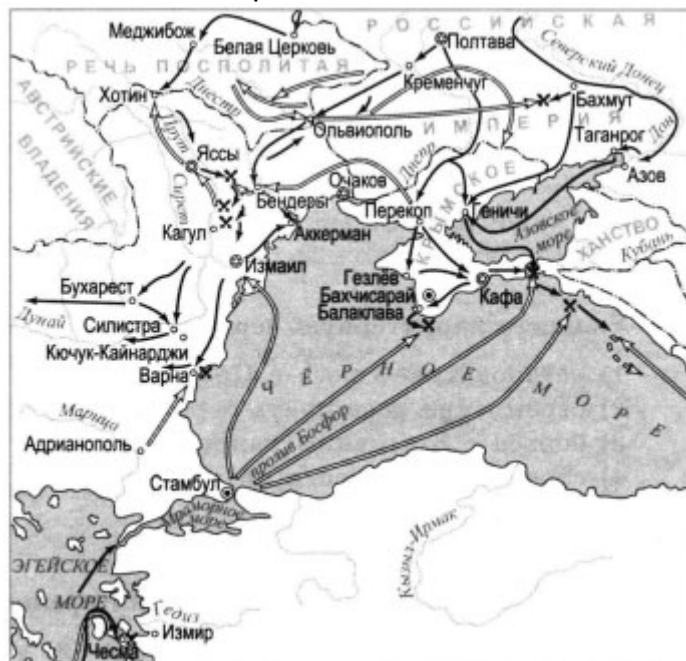 РОССИЙСКАЯ
Меджибож
Белая Церковь
Полтава
Северский Донец
РЕЧЬ ПОСПОЛИТАЯ
Кременчуг
Хотин
Днестр
Бахмут
АВСТРИЙСКИЕ
ВЛАДЕНИЯ
Ольвиополь
ИМПЕРИЯ
Прут
Таганрог
Дон
Яссы
Днепр
Сирет
Очаков
Азов
Бендеры
Перекоп
Геничи
КРЫМСКОЕ
ХАНСТВО
Азовское
море
Кагул
Аккерман
Кубань
Измаил
Гезлёв
Бахчисарай
Кафа
Балаклава
Бухарест
Дунай
Силистра
Кючук-Кайнарджи
Варна
ЧЁРНОЕ МОРЕ
Марица
Адрианополь
пролив Босфор
Стамбул
Мраморное
море
Кызыл-Ирмак
ЭГЕЙСКОЕ
МОРЕ
Гедиз
Измир
Чесма